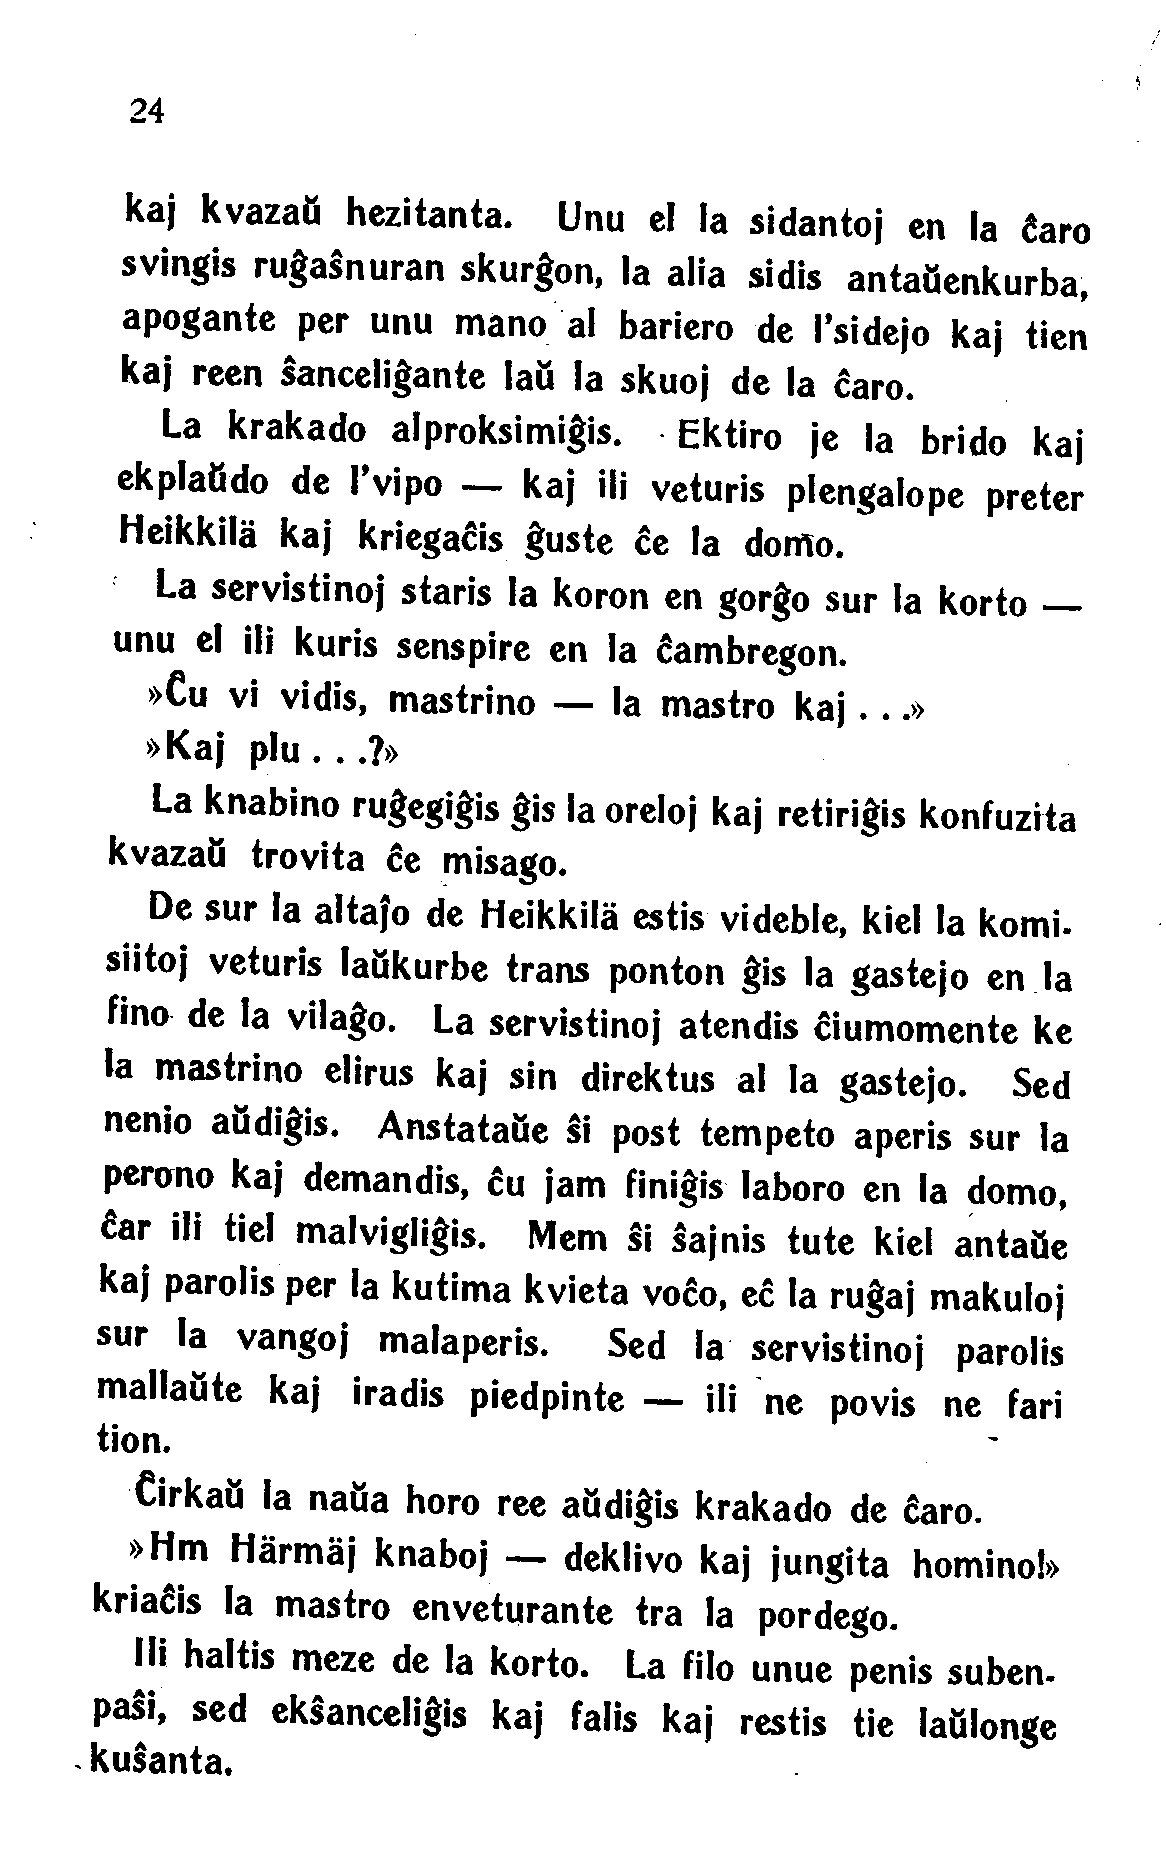 24
kaj kvazaŭ hezitanta. Unu el la sidantoj en la ĉaro
svingis ruĝaŝnuran skurĝon, la alia sidis antaŭenkurba,
apogante per unu mano al bariero de l'sidejo kaj tien
kaj reen ŝanceliĝante laŭ la skuoj de la ĉaro.
La krakado alproksimiĝis. Ektiro je la brido kaj
ekplaŭdo de l'vipo — kaj ili veturis plengalope preter
Heikkilä kaj kriegaĉis ĝuste ĉe la domo.
La servistinoj staris la koron en gorĝo sur la korto —
unu el ili kuris senspire en la ĉambregon.
»Ĉu vi vidis, mastrino — la mastro kaj . . .»
»Kaj plu . . .?»
La knabino ruĝegiĝis ĝis la oreloj kaj retiriĝis konfuzita
kvazaŭ trovita ĉe misago.
De sur la altaĵo de Heikkilä estis videble, kiel la komi-
siitoj veturis laŭkurbe trans ponton ĝis la gastejo en la
fino de la vilaĝo. La servistinoj atendis ĉiumomente ke
la mastrino elirus kaj sin direktus al la gastejo. Sed
nenio aŭdiĝis. Anstataŭe ŝi post tempeto aperis sur la
perono kaj demandis, ĉu jam finiĝis laboro en la domo,
ĉar ili tiel malvigliĝis. Mem ŝi ŝajnis tute kiel antaŭe
kaj parolis per la kutima kvieta voĉo, eĉ la ruĝaj makuloj
sur la vangoj malaperis. Sed la servistinoj parolis
mallaŭte kaj iradis piedpinte — ili ne povis ne fari
tion.
Ĉirkaŭ la naŭa horo ree aŭdiĝis krakado de ĉaro.
»Hm Härmäj knaboj — deklivo kaj jungita homino!»
kriaĉis la mastro enveturante tra la pordego.
Ili haltis meze de la korto. La filo unue penis suben-
paŝi, sed ekŝanceliĝis kaj falis kaj restis tie laŭlonge
kuŝanta.